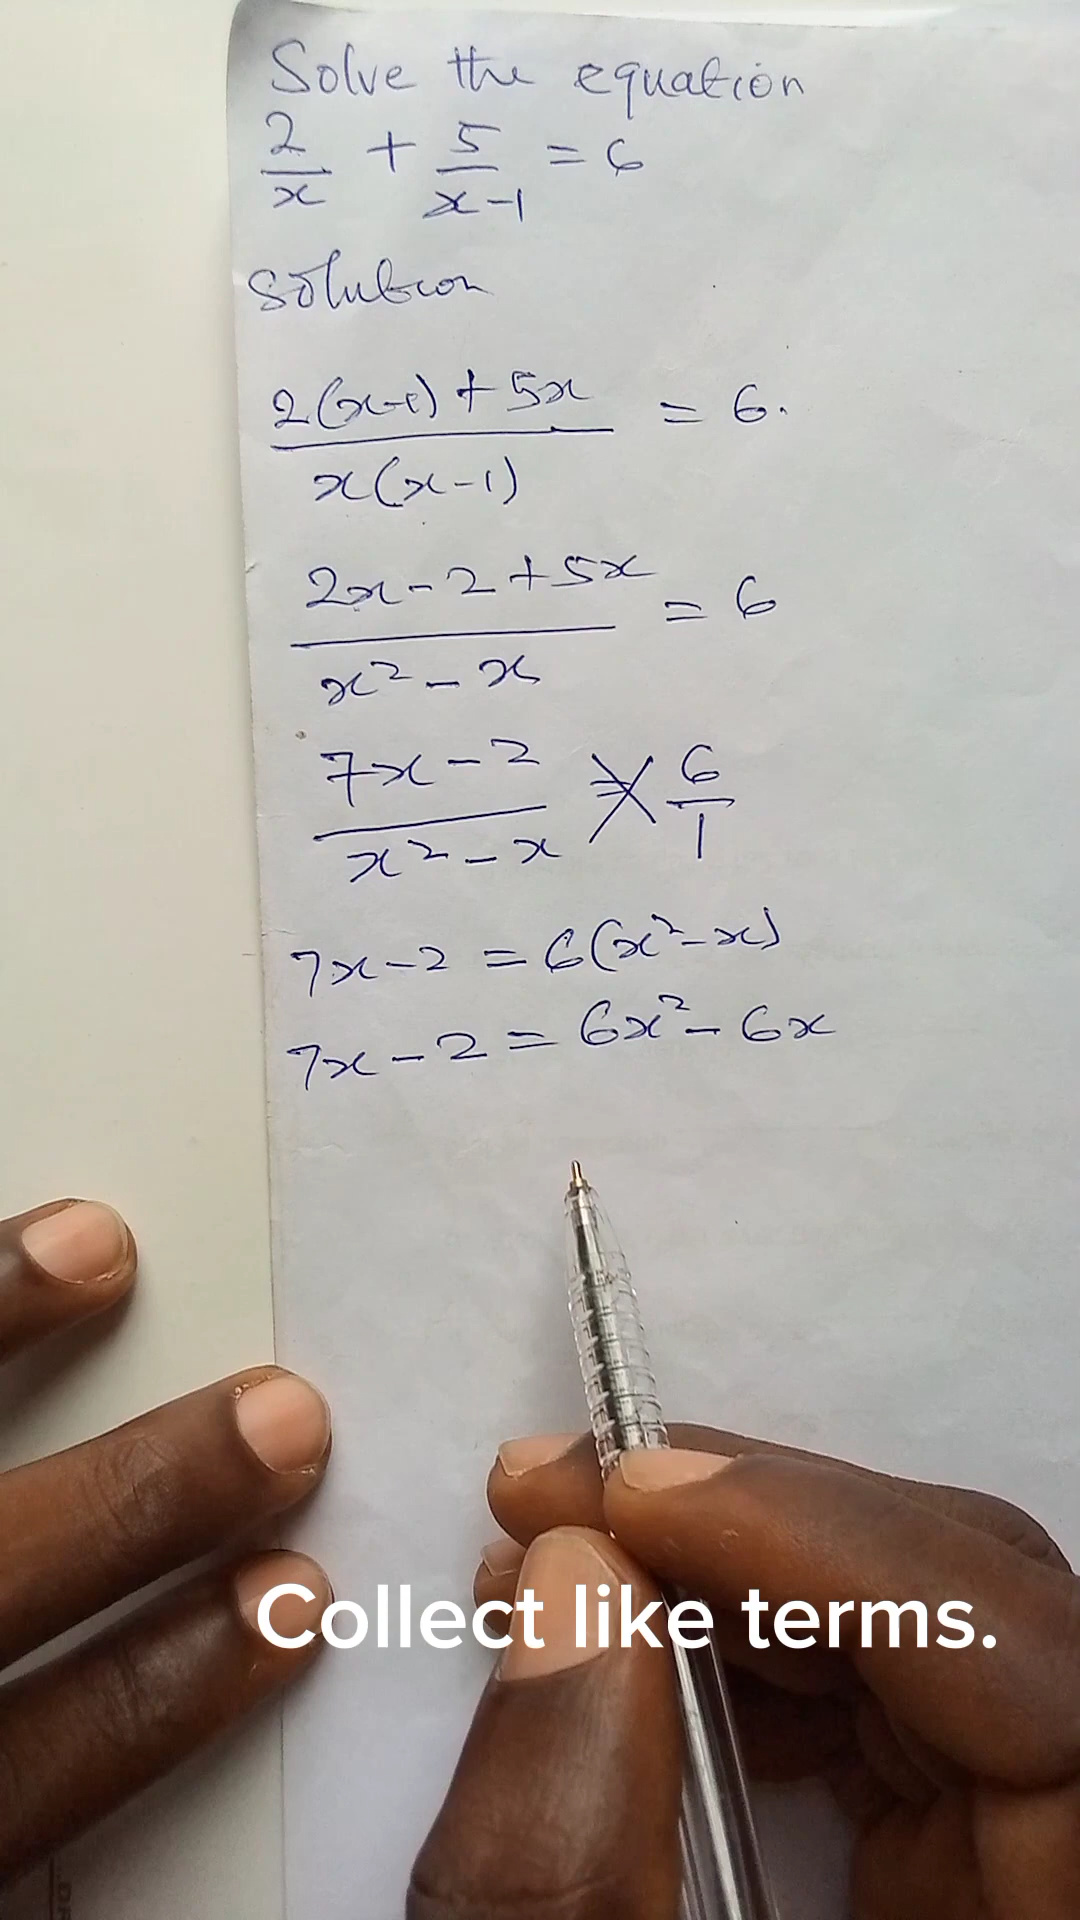 Solve the equation
2/x + 5/x-1 = 6
Solution
2(x-1) + 5x / x(x-1) = 6.
2x - 2 + 5x / x² - x = 6
7x - 2 / x² - x = 6/1
7x - 2 = 6(x² - x)
7x - 2 = 6x² - 6x
Collect like terms.